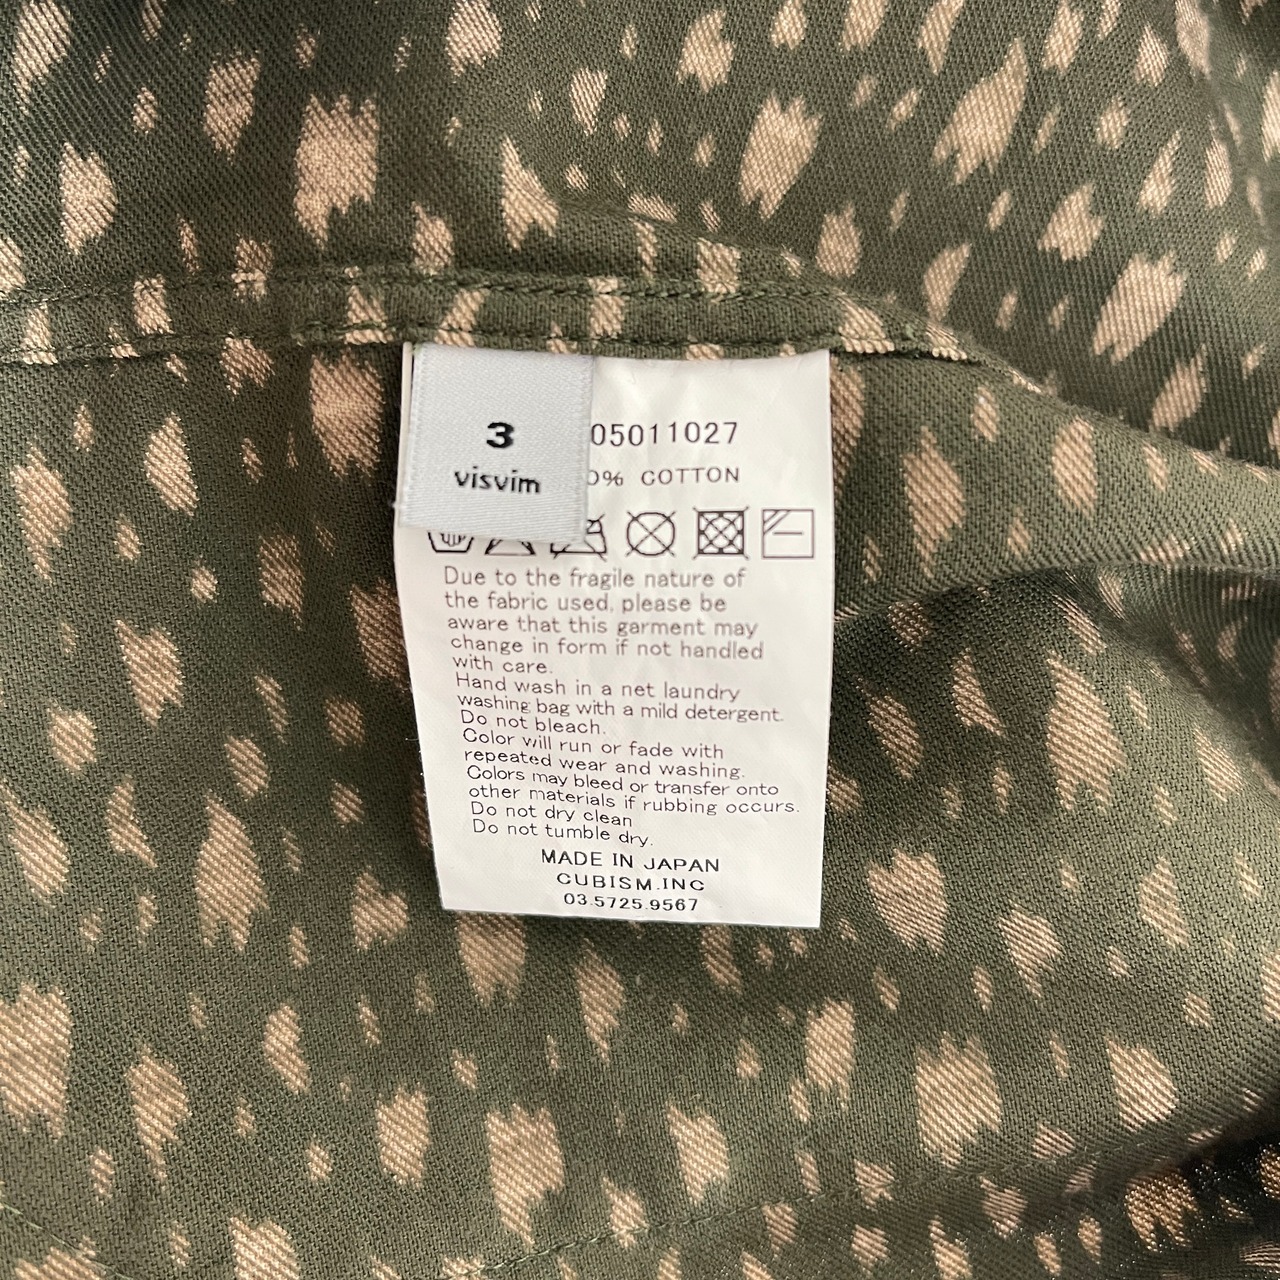 3
visvim
05011027
0% COTTON
Due to the fragile nature of
the fabric used, please be
aware that this garment may
change in form if not handled
with care.
Hand wash in a net laundry
washing bag with a mild detergent.
Do not bleach.
Color will run or fade with
repeated wear and washing.
Colors may bleed or transfer onto
other materials if rubbing occurs.
Do not dry clean
Do not tumble dry.
MADE IN JAPAN
CUBISM.INC
03.5725.9567